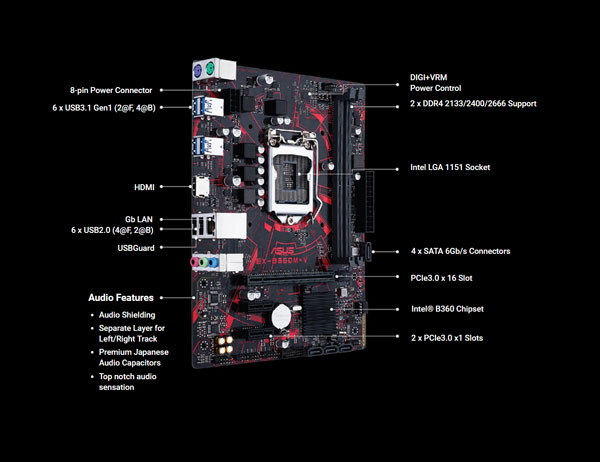 8-pin Power Connector
6 x USB3.1 Gen1 (2@F, 4@B)
HDMI
Gb LAN
6 x USB2.0 (4@F, 2@B)
USBGuard
Audio Features
• Audio Shielding
• Separate Layer for
Left/Right Track
• Premium Japanese
Audio Capacitors
• Top notch audio
sensation
ASUS
EX-B360M-V
DIGI+VRM
Power Control
2 x DDR4 2133/2400/2666 Support
Intel LGA 1151 Socket
4 x SATA 6Gb/s Connectors
PCIe3.0 x 16 Slot
Intel® B360 Chipset
2 x PCIe3.0 x1 Slots